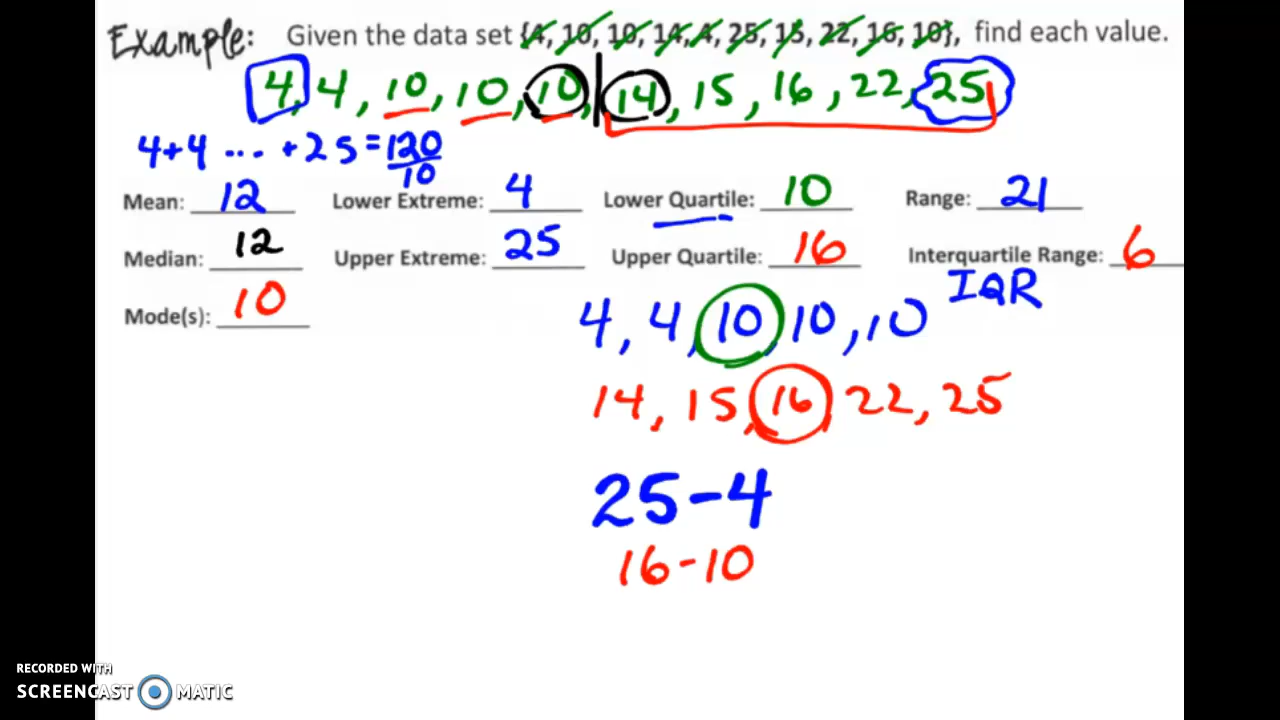 Example: Given the data set {4, 10, 10, 14, 4, 25, 15, 22, 16, 10}, find each value.
4, 4, 10, 10, 10, 14, 15, 16, 22, 25
4+4 ... +25=120/10
Mean: 12 Lower Extreme: 4 Lower Quartile: 10 Range: 21
Median: 12 Upper Extreme: 25 Upper Quartile: 16 Interquartile Range: 6
IQR
Mode(s): 10
4, 4, 10, 10, 10
14, 15, 16, 22, 25
25-4
16-10
RECORDED WITH
SCREENCAST MATIC